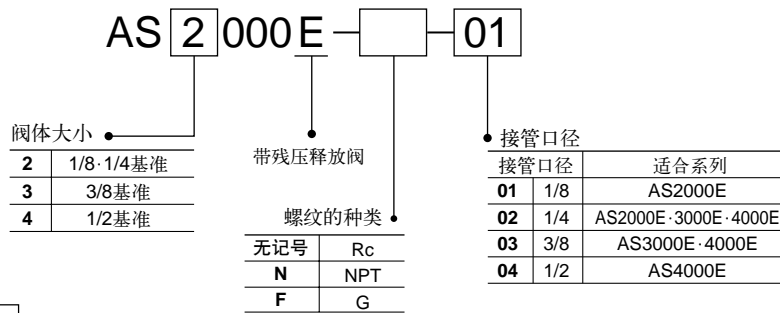 AS 2 000 E - - 01
阀体大小
2 1/8·1/4基准
3 3/8基准
4 1/2基准
带残压释放阀
螺纹的种类
无记号 Rc
N NPT
F G
接管口径
接管口径 适合系列
01 1/8 AS2000E
02 1/4 AS2000E·3000E·4000E
03 3/8 AS3000E·4000E
04 1/2 AS4000E